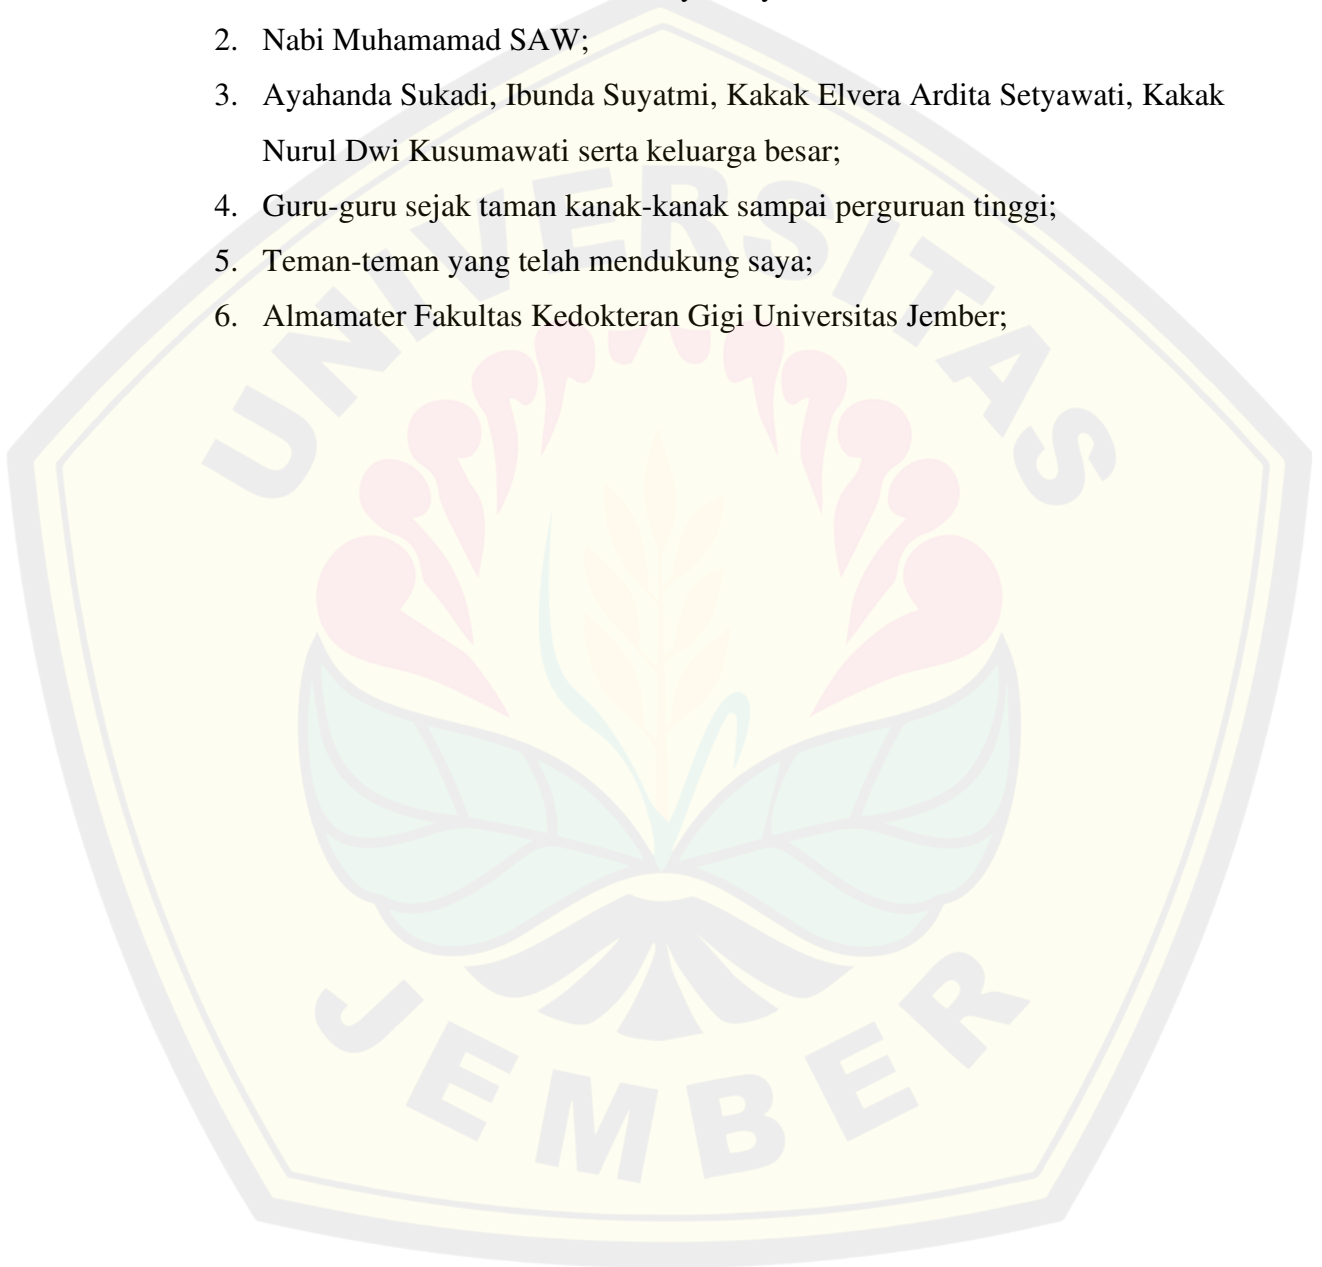 2. Nabi Muhamamad SAW;
3. Ayahanda Sukadi, Ibunda Suyatmi, Kakak Elvera Ardita Setyawati, Kakak
Nurul Dwi Kusumawati serta keluarga besar;
4. Guru-guru sejak taman kanak-kanak sampai perguruan tinggi;
5. Teman-teman yang telah mendukung saya;
6. Almamater Fakultas Kedokteran Gigi Universitas Jember;
UNIVERSITAS
JEMBER